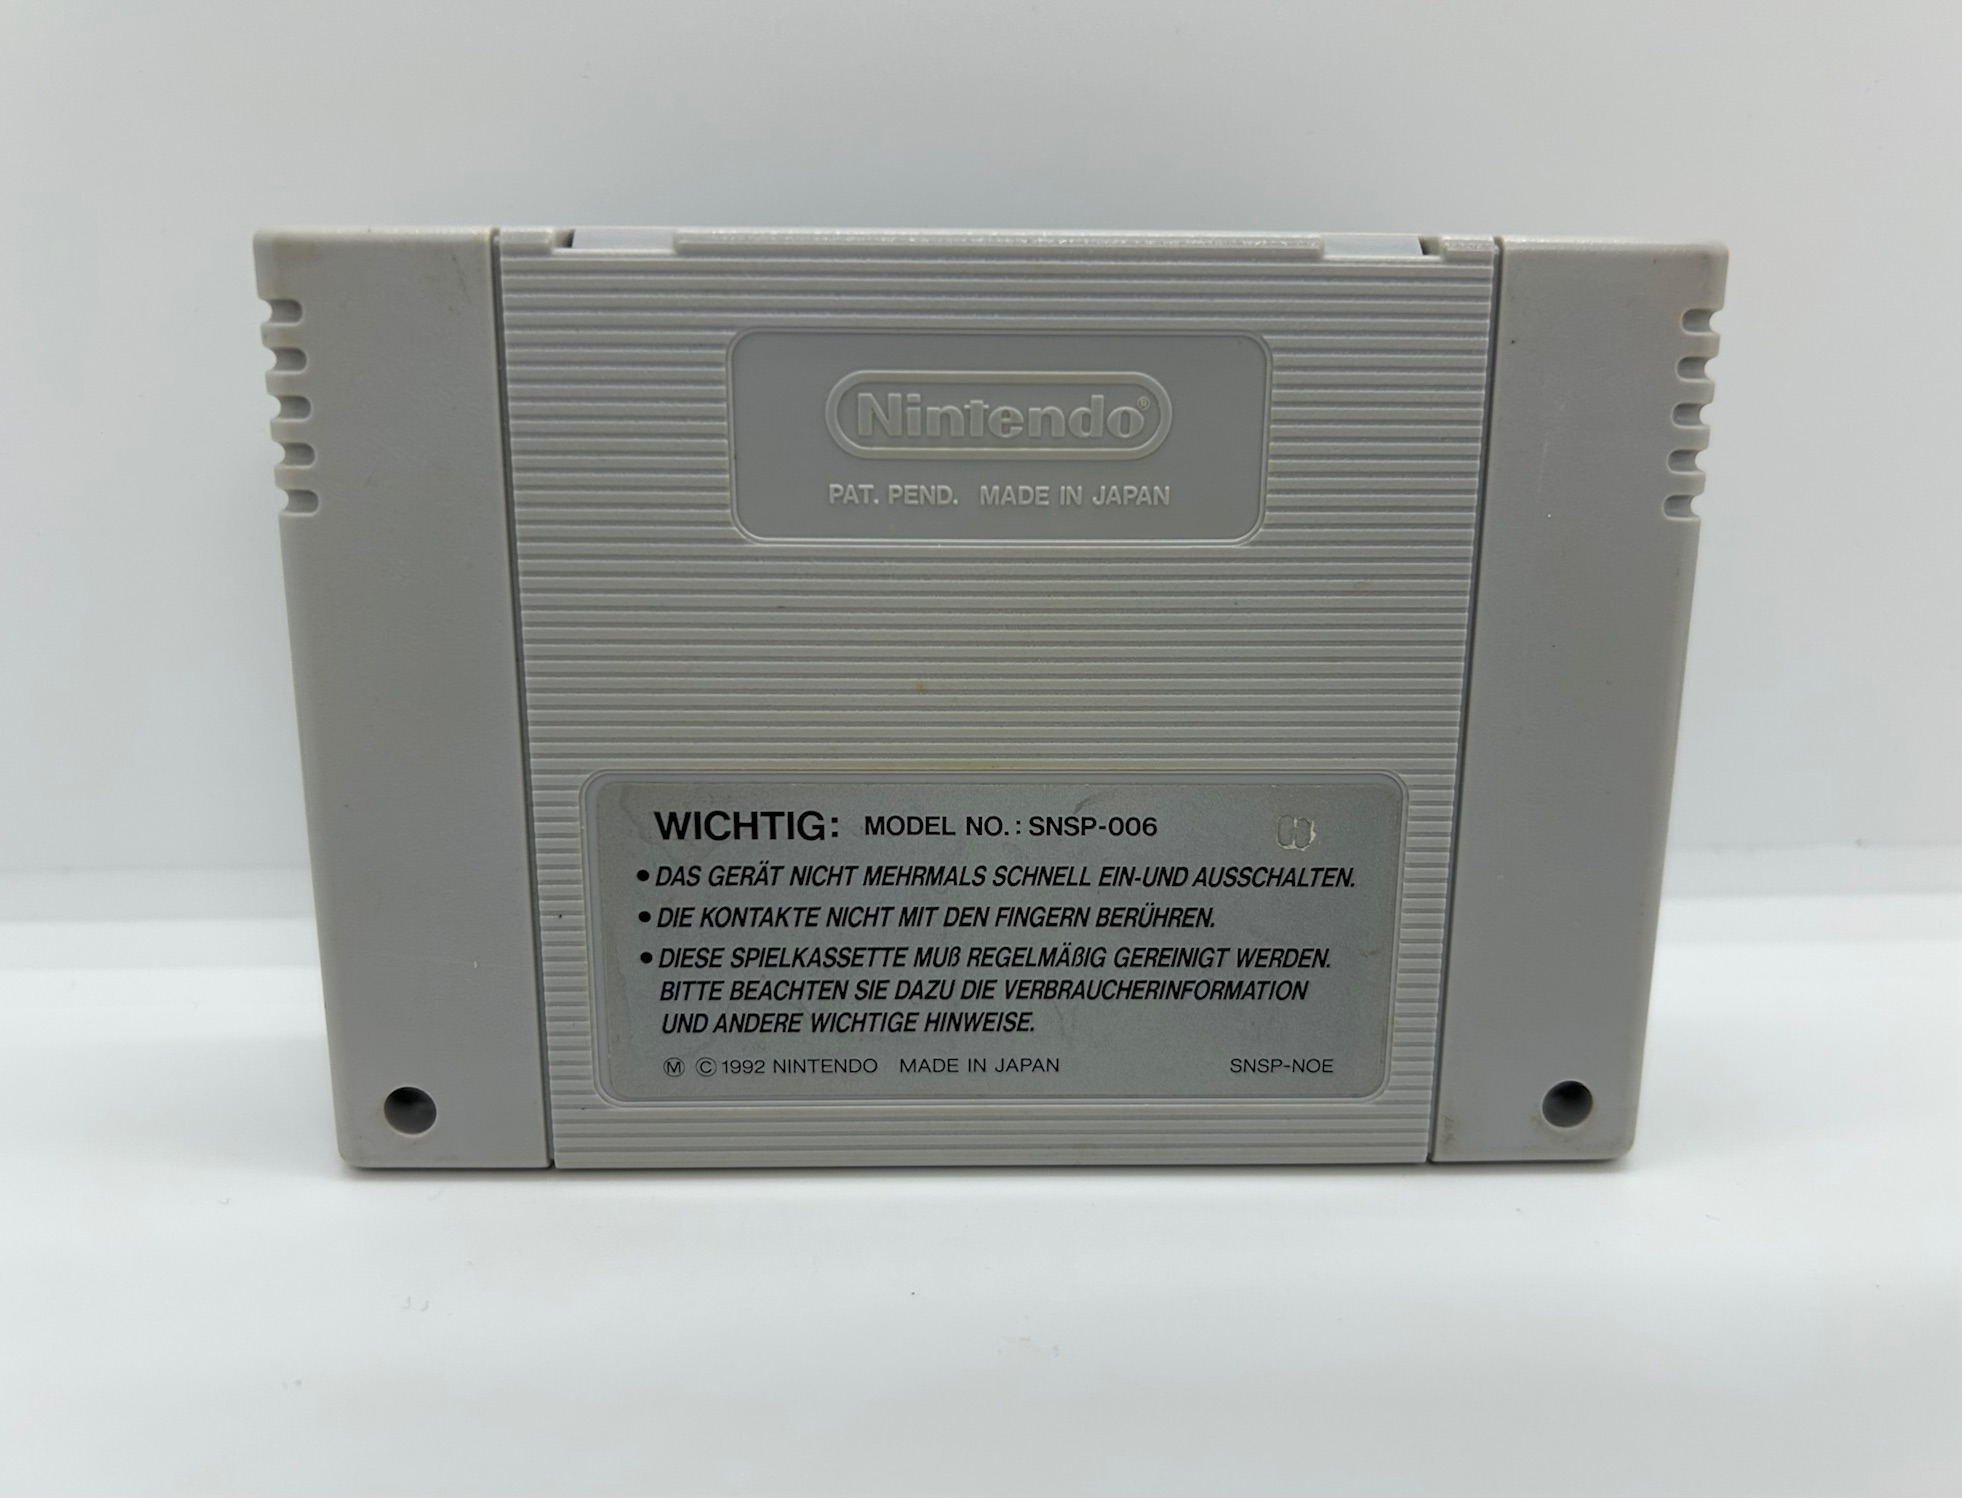 Nintendo®
PAT. PEND. MADE IN JAPAN
WICHTIG: MODEL NO.: SNSP-006
• DAS GERÄT NICHT MEHRMALS SCHNELL EIN-UND AUSSCHALTEN.
• DIE KONTAKTE NICHT MIT DEN FINGERN BERÜHREN.
• DIESE SPIELKASSETTE MUß REGELMÄßIG GEREINIGT WERDEN.
BITTE BEACHTEN SIE DAZU DIE VERBRAUCHERINFORMATION
UND ANDERE WICHTIGE HINWEISE.
Ⓜ © 1992 NINTENDO MADE IN JAPAN SNSP-NOE